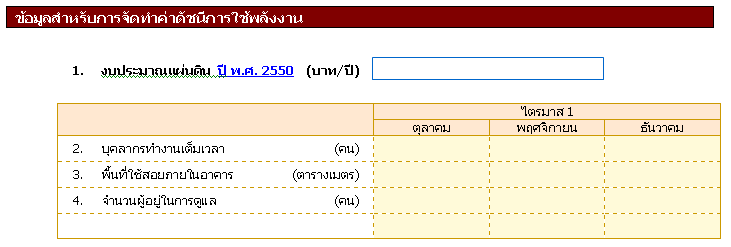 ข้อมูลสำหรับการจัดทำค่าดัชนีการใช้พลังงาน
1. งบประมาณแผ่นดิน ปี พ.ศ. 2550 (บาท/ปี)
ไตรมาส 1
ตุลาคม พฤศจิกายน ธันวาคม
2. บุคลากรทำงานเต็มเวลา (คน)
3. พื้นที่ใช้สอยภายในอาคาร (ตารางเมตร)
4. จำนวนผู้อยู่ในการดูแล (คน)